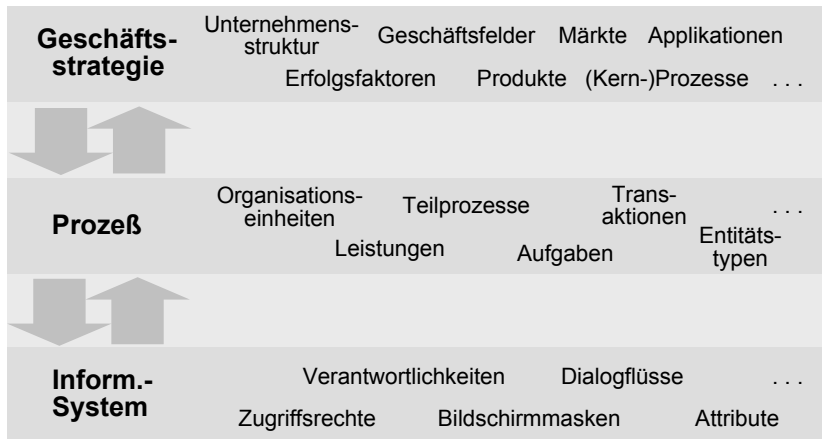 Geschäfts-
strategie
Unternehmens-
struktur
Geschäftsfelder Märkte Applikationen
Erfolgsfaktoren Produkte (Kern-)Prozesse . . .
Prozeß
Organisations-
einheiten
Teilprozesse
Trans-
aktionen
. . .
Leistungen Aufgaben
Entitäts-
typen
Inform.-
System
Verantwortlichkeiten Dialogflüsse . . .
Zugriffsrechte Bildschirmmasken Attribute